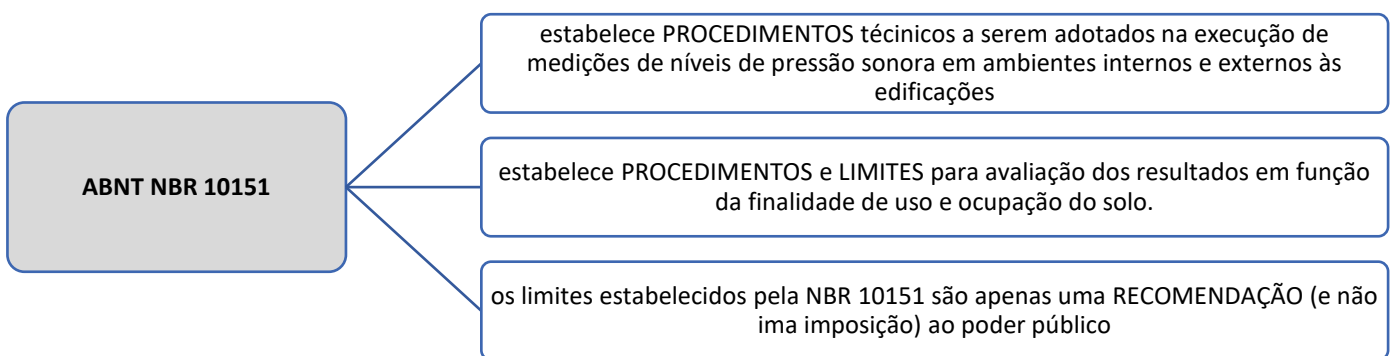 ABNT NBR 10151
estabelece PROCEDIMENTOS técinicos a serem adotados na execução de
medições de níveis de pressão sonora em ambientes internos e externos às
edificações
estabelece PROCEDIMENTOS e LIMITES para avaliação dos resultados em função
da finalidade de uso e ocupação do solo.
os limites estabelecidos pela NBR 10151 são apenas uma RECOMENDAÇÃO (e não
ima imposição) ao poder público